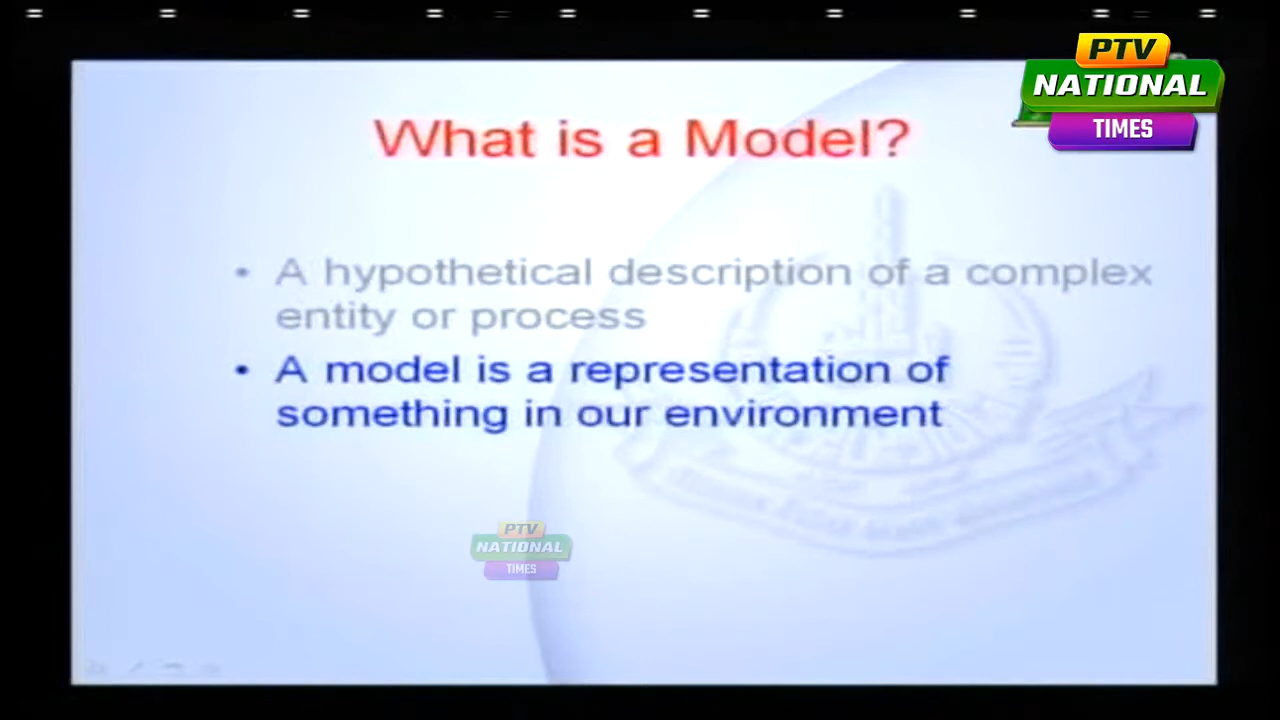 PTV
NATIONAL
TIMES
What is a Model?
• A hypothetical description of a complex
entity or process
• A model is a representation of
something in our environment
PTV
NATIONAL
TIMES